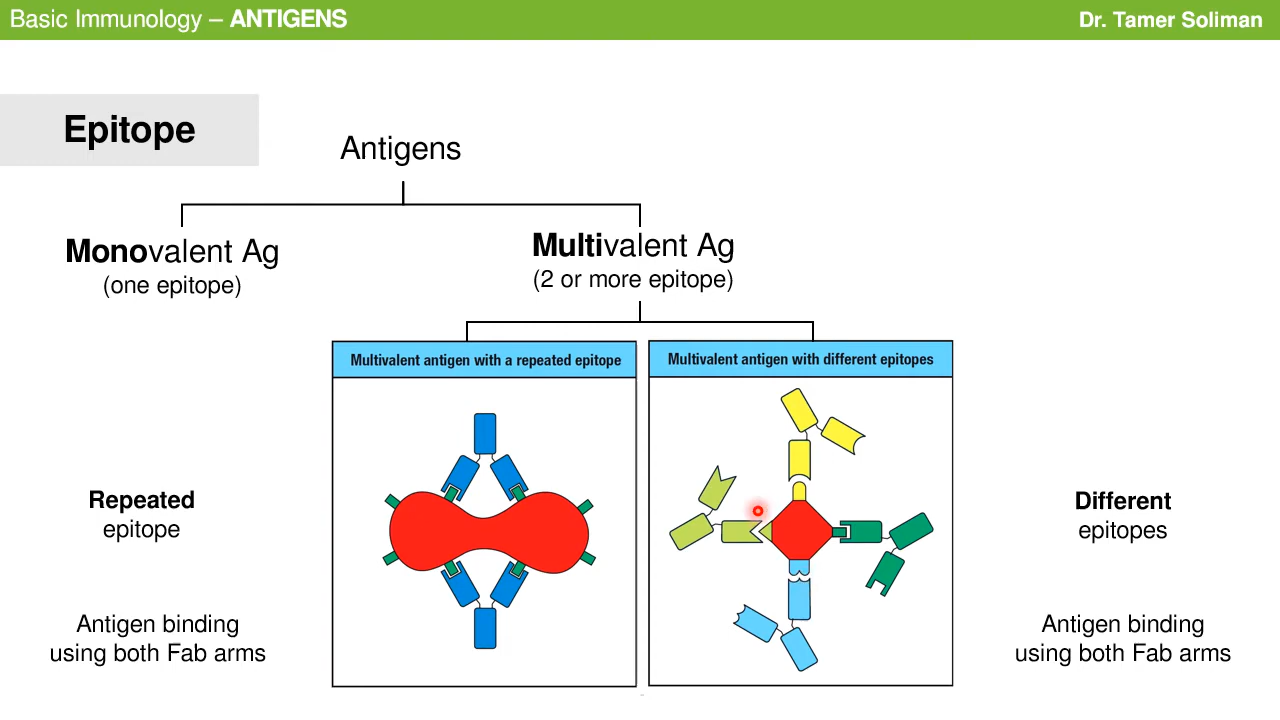 Basic Immunology – ANTIGENS
Dr. Tamer Soliman
Epitope
Antigens
Monovalent Ag
(one epitope)
Multivalent Ag
(2 or more epitope)
Multivalent antigen with a repeated epitope
Multivalent antigen with different epitopes
Repeated
epitope
Antigen binding
using both Fab arms
Different
epitopes
Antigen binding
using both Fab arms